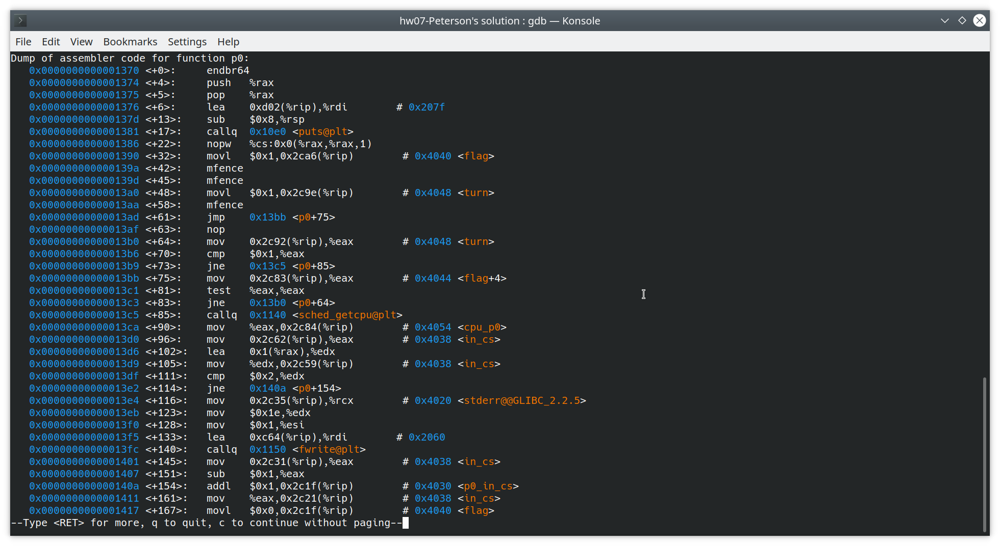 hw07-Peterson's solution : gdb — Konsole
File Edit View Bookmarks Settings Help
Dump of assembler code for function p0:
   0x0000000000001370 <+0>:     endbr64
   0x0000000000001374 <+4>:     push   %rax
   0x0000000000001375 <+5>:     pop    %rax
   0x0000000000001376 <+6>:     lea    0xd02(%rip),%rdi        # 0x207f
   0x000000000000137d <+13>:    sub    $0x8,%rsp
   0x0000000000001381 <+17>:    callq  0x10e0 <puts@plt>
   0x0000000000001386 <+22>:    nopw   %cs:0x0(%rax,%rax,1)
   0x0000000000001390 <+32>:    movl   $0x1,0x2ca6(%rip)        # 0x4040 <flag>
   0x000000000000139a <+42>:    mfence
   0x000000000000139d <+45>:    mfence
   0x00000000000013a0 <+48>:    movl   $0x1,0x2c9e(%rip)        # 0x4048 <turn>
   0x00000000000013aa <+58>:    mfence
   0x00000000000013ad <+61>:    jmp    0x13bb <p0+75>
   0x00000000000013af <+63>:    nop
   0x00000000000013b0 <+64>:    mov    0x2c92(%rip),%eax        # 0x4048 <turn>
   0x00000000000013b6 <+70>:    cmp    $0x1,%eax
   0x00000000000013b9 <+73>:    jne    0x13c5 <p0+85>
   0x00000000000013bb <+75>:    mov    0x2c83(%rip),%eax        # 0x4044 <flag+4>
   0x00000000000013c1 <+81>:    test   %eax,%eax
   0x00000000000013c3 <+83>:    jne    0x13b0 <p0+64>
   0x00000000000013c5 <+85>:    callq  0x1140 <sched_getcpu@plt>
   0x00000000000013ca <+90>:    mov    %eax,0x2c84(%rip)        # 0x4054 <cpu_p0>
   0x00000000000013d0 <+96>:    mov    0x2c62(%rip),%eax        # 0x4038 <in_cs>
   0x00000000000013d6 <+102>:   lea    0x1(%rax),%edx
   0x00000000000013d9 <+105>:   mov    %edx,0x2c59(%rip)        # 0x4038 <in_cs>
   0x00000000000013df <+111>:   cmp    $0x2,%edx
   0x00000000000013e2 <+114>:   jne    0x140a <p0+154>
   0x00000000000013e4 <+116>:   mov    0x2c35(%rip),%rcx        # 0x4020 <stderr@@GLIBC_2.2.5>
   0x00000000000013eb <+123>:   mov    $0x1e,%edx
   0x00000000000013f0 <+128>:   mov    $0x1,%esi
   0x00000000000013f5 <+133>:   lea    0xc64(%rip),%rdi        # 0x2060
   0x00000000000013fc <+140>:   callq  0x1150 <fwrite@plt>
   0x0000000000001401 <+145>:   mov    0x2c31(%rip),%eax        # 0x4038 <in_cs>
   0x0000000000001407 <+151>:   sub    $0x1,%eax
   0x000000000000140a <+154>:   addl   $0x1,0x2c1f(%rip)        # 0x4030 <p0_in_cs>
   0x0000000000001411 <+161>:   mov    %eax,0x2c21(%rip)        # 0x4038 <in_cs>
   0x0000000000001417 <+167>:   movl   $0x0,0x2c1f(%rip)        # 0x4040 <flag>
--Type <RET> for more, q to quit, c to continue without paging--